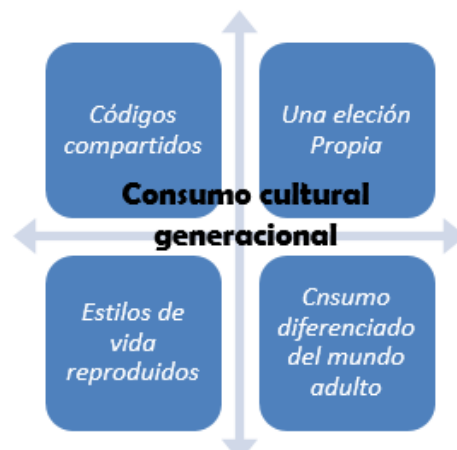 Códigos
compartidos
Una eleción
Propia
Consumo cultural
generacional
Estilos de
vida
reproduidos
Cnsumo
diferenciado
del mundo
adulto